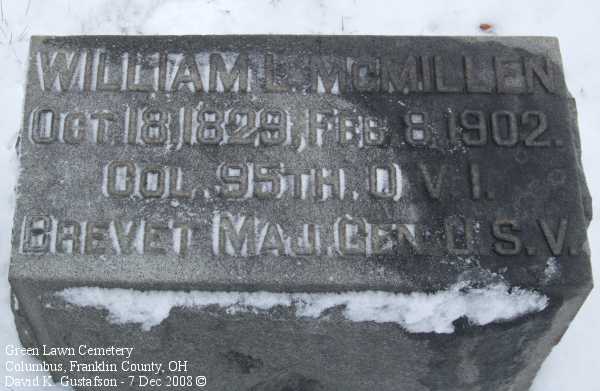 WILLIAM L. MCMILLEN
OCT. 18, 1829, FEB. 8, 1902.
COL. 95TH. O. V. I.
BREVET MAJ. GEN. U. S. V.
Green Lawn Cemetery
Columbus, Franklin County, OH
David K. Gustafson - 7 Dec 2008 ©